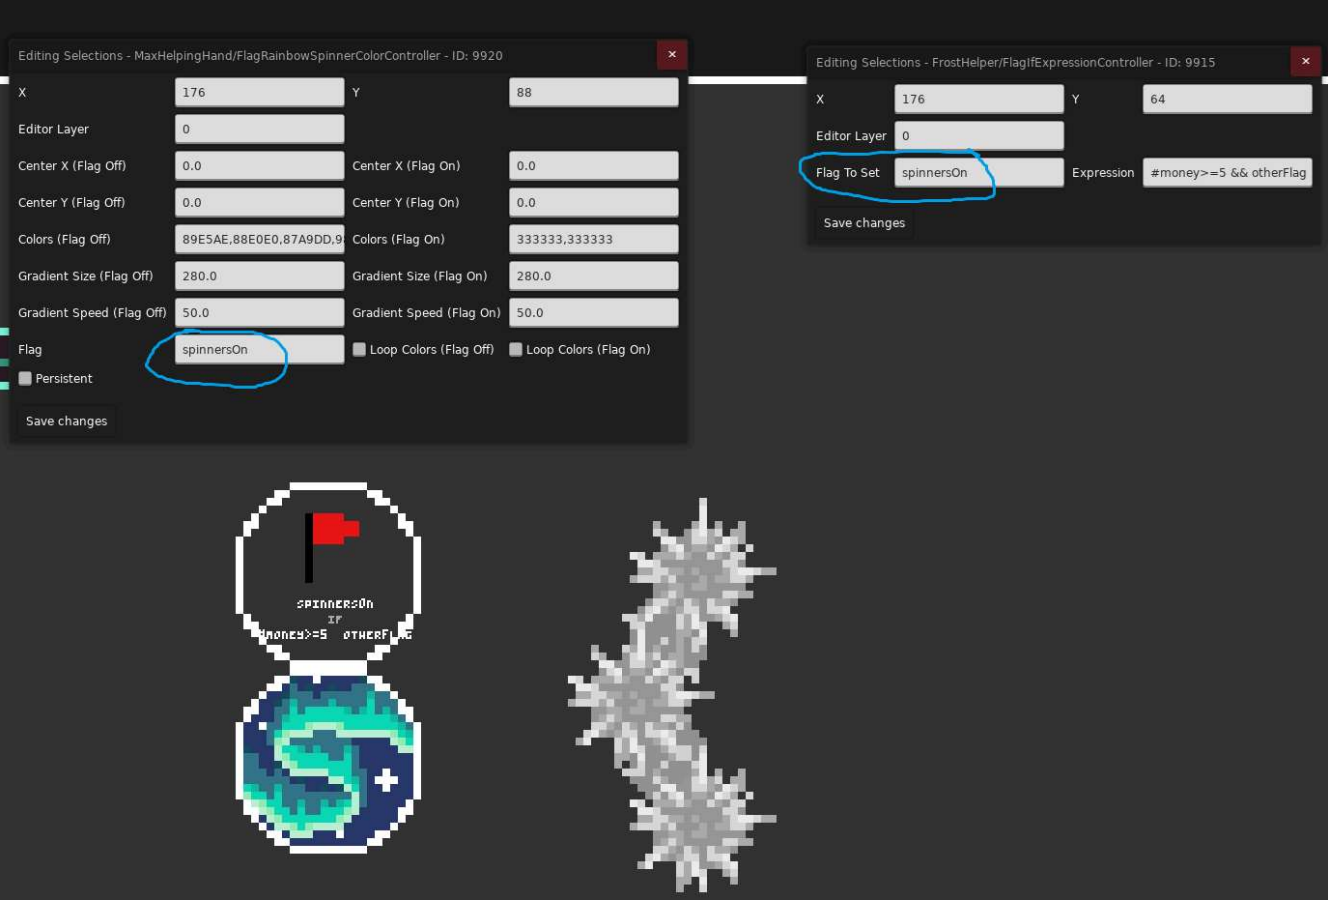 Editing Selections - MaxHelpingHand/FlagRainbowSpinnerColorController - ID: 9920
X 176 Y 88
Editor Layer 0
Center X (Flag Off) 0.0 Center X (Flag On) 0.0
Center Y (Flag Off) 0.0 Center Y (Flag On) 0.0
Colors (Flag Off) 89E5AE,88E0E0,87A9DD,9 Colors (Flag On) 333333,333333
Gradient Size (Flag Off) 280.0 Gradient Size (Flag On) 280.0
Gradient Speed (Flag Off) 50.0 Gradient Speed (Flag On) 50.0
Flag spinnersOn Loop Colors (Flag Off) Loop Colors (Flag On)
Persistent
Save changes
Editing Selections - FrostHelper/FlagIfExpressionController - ID: 9915
X 176 Y 64
Editor Layer 0
Flag To Set spinnersOn Expression #money>=5 && otherFlag
Save changes
SPINNERSON
IF
#MONEY>=5 OTHERFLAG